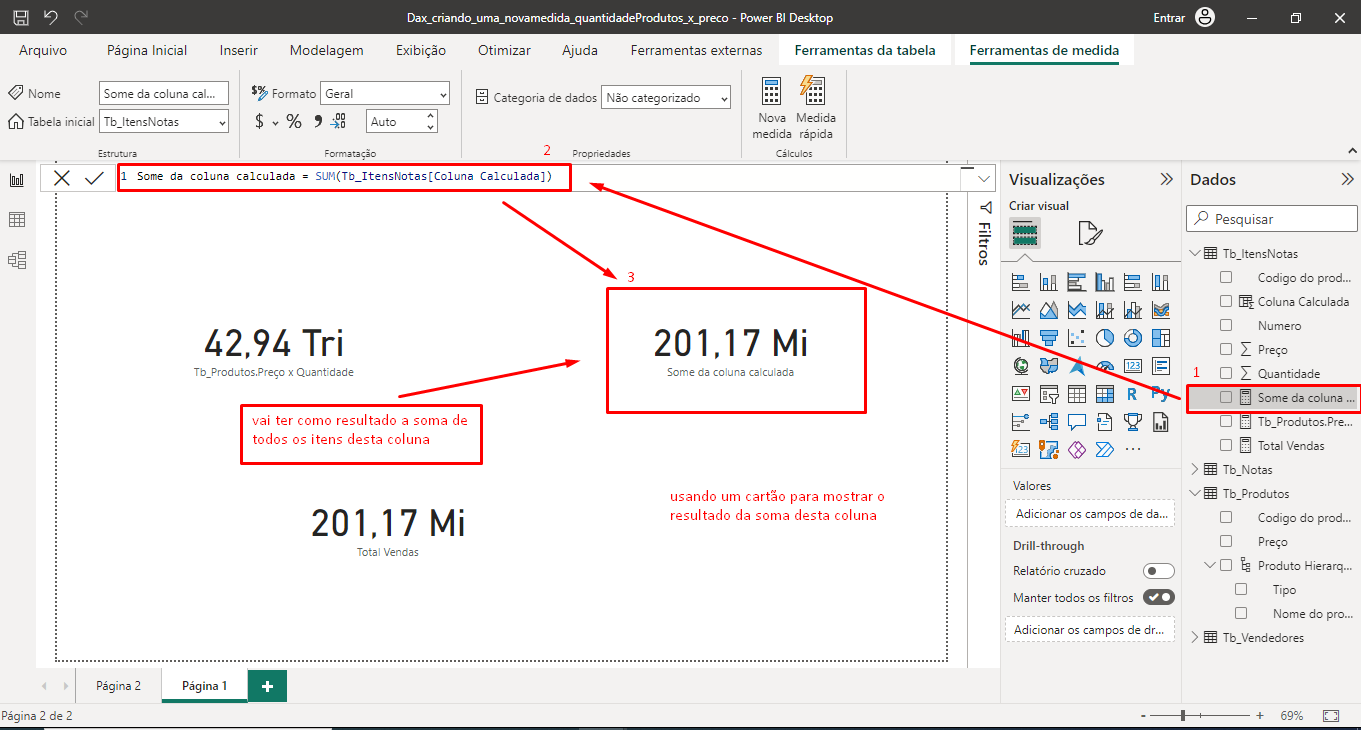 Dax_criando_uma_novamedida_quantidadeProdutos_x_preco - Power BI Desktop
Entrar
Arquivo Página Inicial Inserir Modelagem Exibição Otimizar Ajuda Ferramentas externas Ferramentas da tabela Ferramentas de medida
Nome Some da coluna cal...
Tabela inicial Tb_ItensNotas
Estrutura
$% Formato Geral
$ % Auto
Formatação
Categoria de dados Não categorizado
Propriedades
Nova medida
Medida rápida
Cálculos
2
1 Some da coluna calculada = SUM(Tb_ItensNotas[Coluna Calculada])
3
42,94 Tri
Tb_Produtos.Preço x Quantidade
201,17 Mi
Some da coluna calculada
vai ter como resultado a soma de
todos os itens desta coluna
usando um cartão para mostrar o
resultado da soma desta coluna
201,17 Mi
Total Vendas
Filtros
Visualizações
Criar visual
123
R Py
123
Valores
Adicionar os campos de da...
Drill-through
Relatório cruzado
Manter todos os filtros
Adicionar os campos de dr...
Dados
Pesquisar
Tb_ItensNotas
Codigo do prod...
Coluna Calculada
Numero
Preço
Quantidade
1
Some da coluna ...
Tb_Produtos.Pre...
Total Vendas
Tb_Notas
Tb_Produtos
Codigo do prod...
Preço
Produto Hierarq...
Tipo
Nome do pro...
Tb_Vendedores
Página 2 Página 1 +
Página 2 de 2
- + 69%